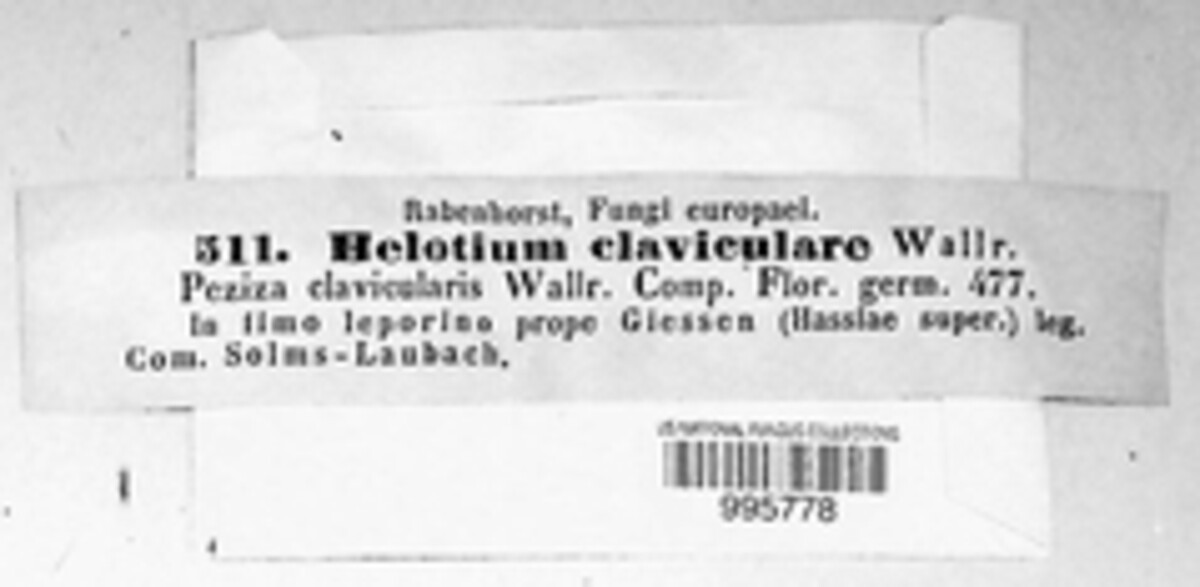 Rabenhorst, Fungi europaei.
511. Helotium claviculare Wallr.
Peziza clavicularis Wallr. Comp. Flor. germ. 477.
In fimo leporino prope Giessen (Hassiae super.) leg.
Com. Solms-Laubach.
US NATIONAL FUNGUS COLLECTIONS
995778
4